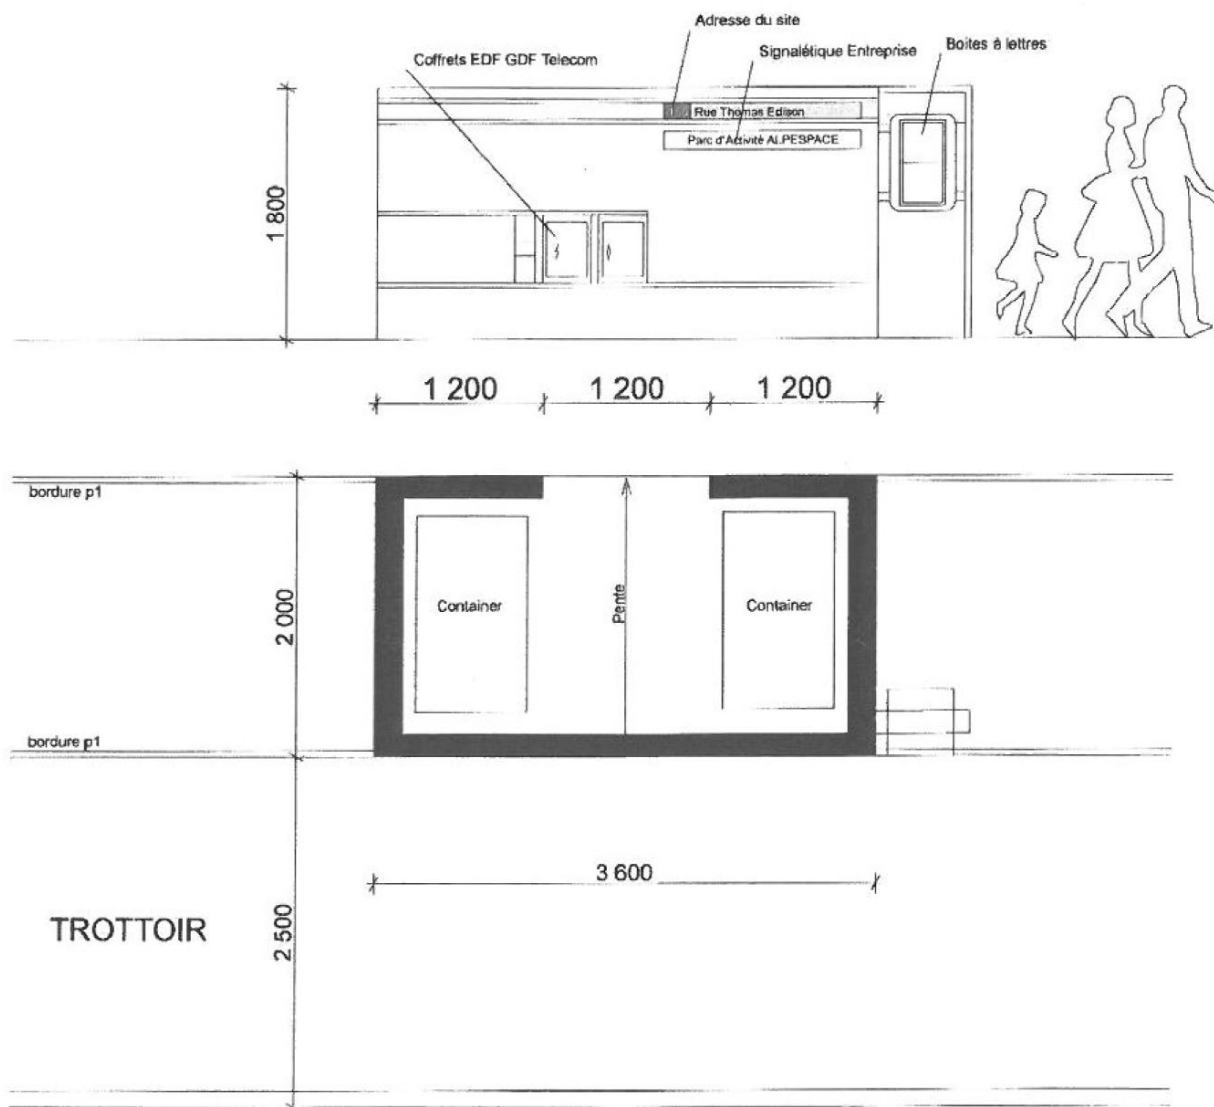 Adresse du site
Signalétique Entreprise
Boites à lettres
Coffrets EDF GDF Telecom
Rue Thomas Edison
Parc d'Activité ALPESPACE
1 800
1 200
1 200
1 200
bordure p1
2 000
Container
Pente
Container
bordure p1
3 600
TROTTOIR
2 500